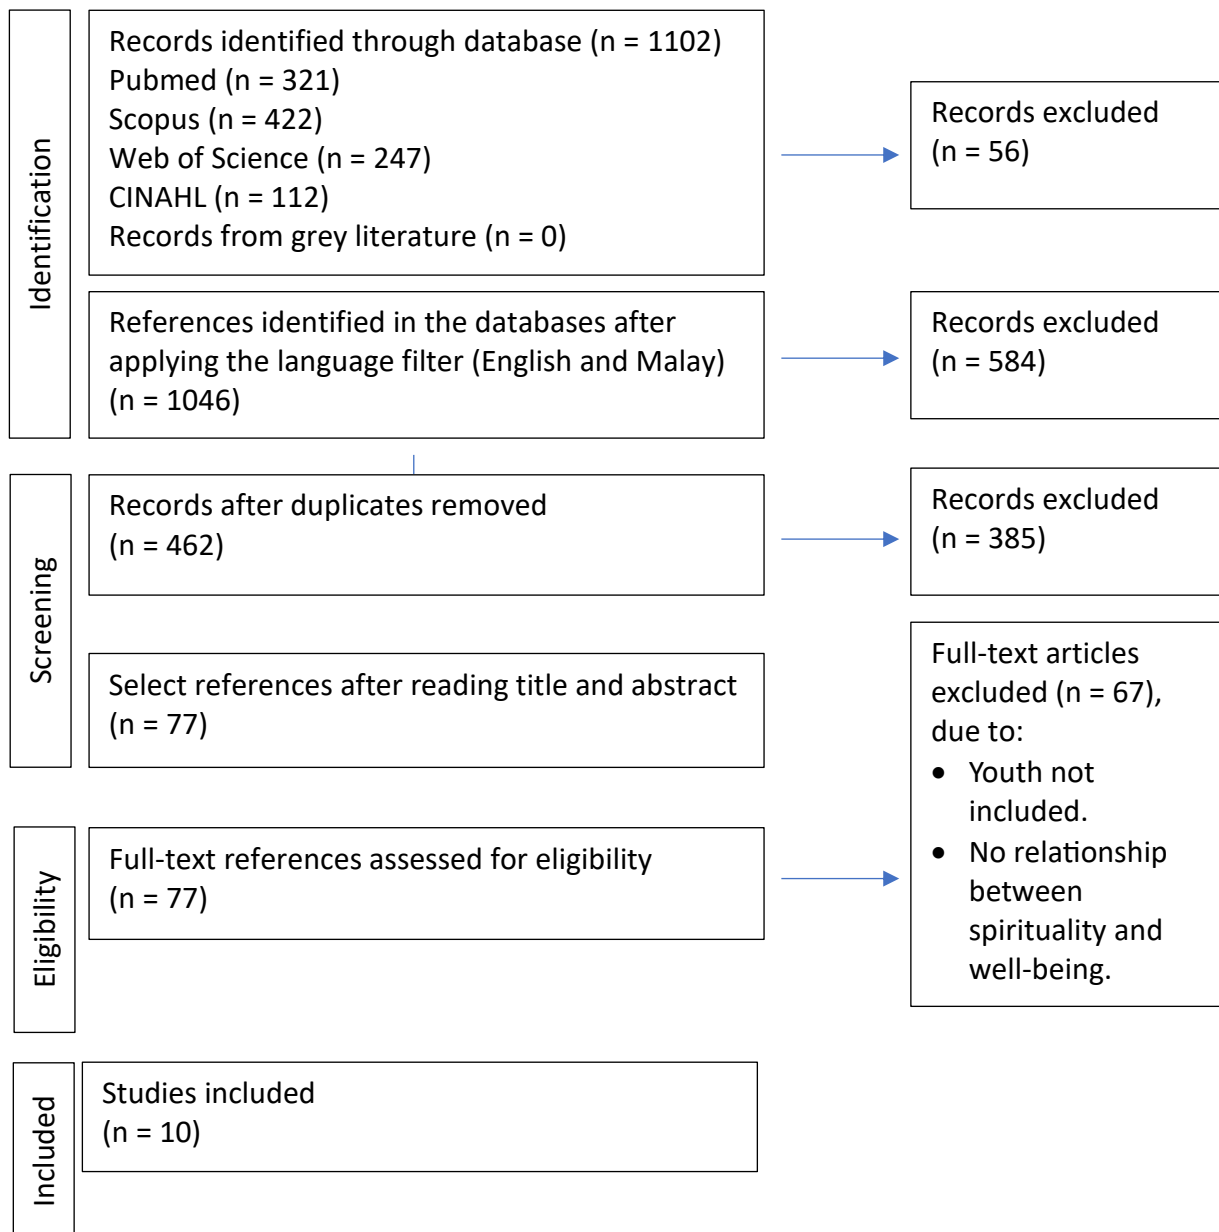 Identification
Records identified through database (n = 1102)
Pubmed (n = 321)
Scopus (n = 422)
Web of Science (n = 247)
CINAHL (n = 112)
Records from grey literature (n = 0)
Records excluded
(n = 56)
References identified in the databases after
applying the language filter (English and Malay)
(n = 1046)
Records excluded
(n = 584)
Screening
Records after duplicates removed
(n = 462)
Records excluded
(n = 385)
Select references after reading title and abstract
(n = 77)
Eligibility
Full-text references assessed for eligibility
(n = 77)
Full-text articles
excluded (n = 67),
due to:
• Youth not
included.
• No relationship
between
spirituality and
well-being.
Included
Studies included
(n = 10)